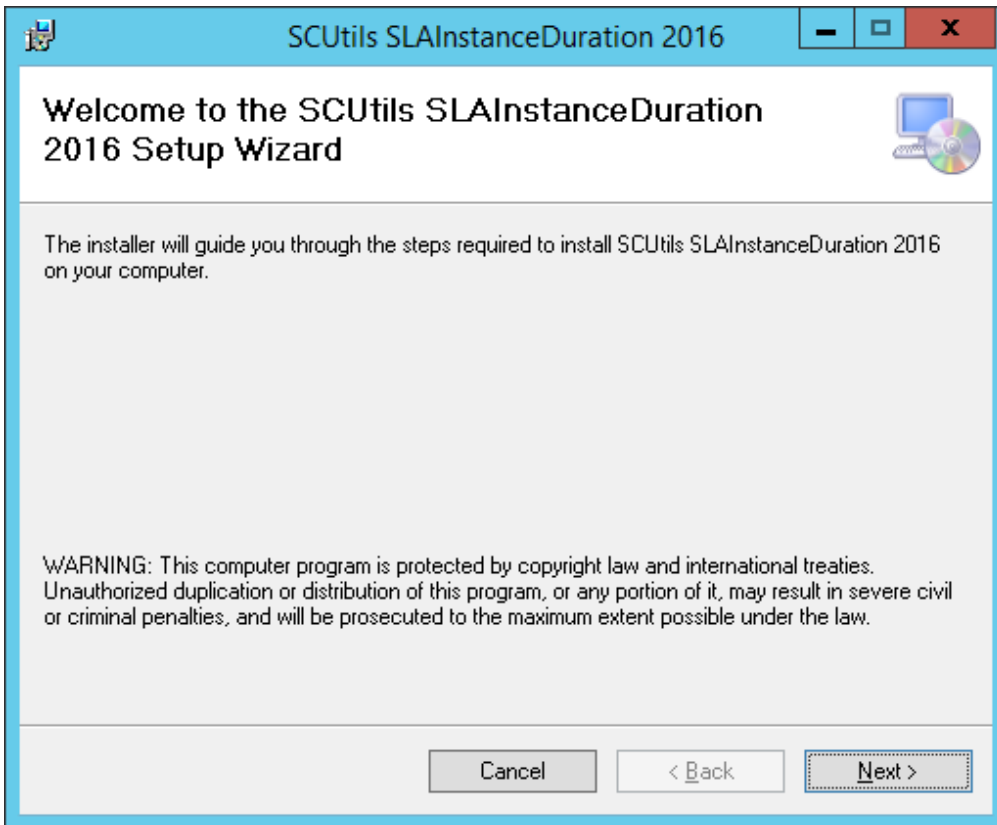 SCUtils SLAInstanceDuration 2016
Welcome to the SCUtils SLAInstanceDuration
2016 Setup Wizard
The installer will guide you through the steps required to install SCUtils SLAInstanceDuration 2016
on your computer.
WARNING: This computer program is protected by copyright law and international treaties.
Unauthorized duplication or distribution of this program, or any portion of it, may result in severe civil
or criminal penalties, and will be prosecuted to the maximum extent possible under the law.
Cancel
< Back
Next >